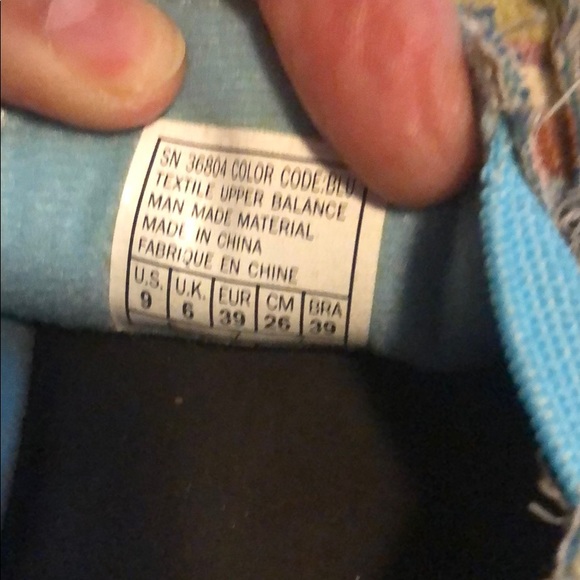 SN 36804 COLOR CODE:BLU
TEXTILE UPPER BALANCE
MAN MADE MATERIAL
MADE IN CHINA
FABRIQUE EN CHINE
U.S. U.K. EUR CM BRA
9 6 39 26 39